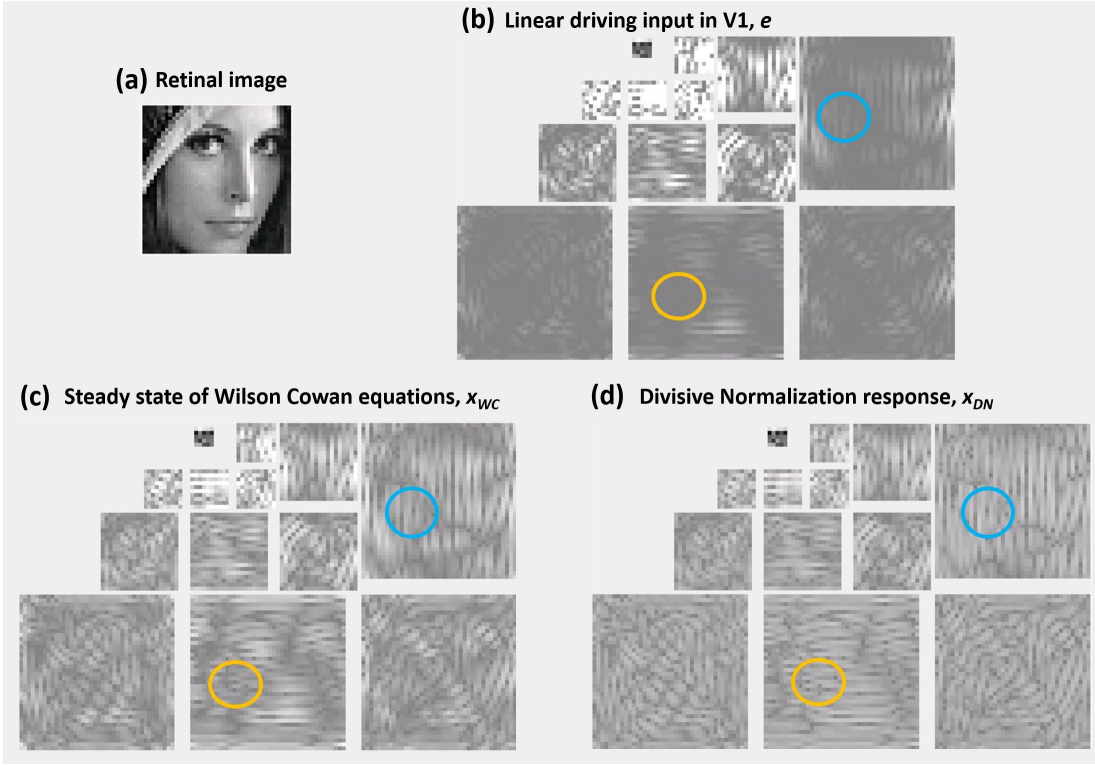 (b) Linear driving input in V1, e
(a) Retinal image
(c) Steady state of Wilson Cowan equations, xWC
(d) Divisive Normalization response, xDN